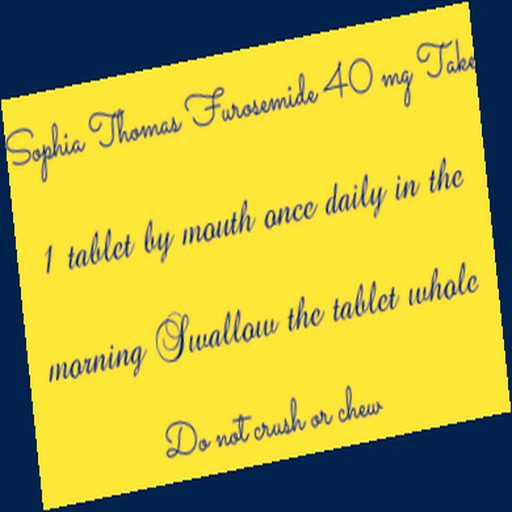 Sophia Thomas Furosemide 40 mg Take
1 tablet by mouth once daily in the
morning Swallow the tablet whole
Do not crush or chew